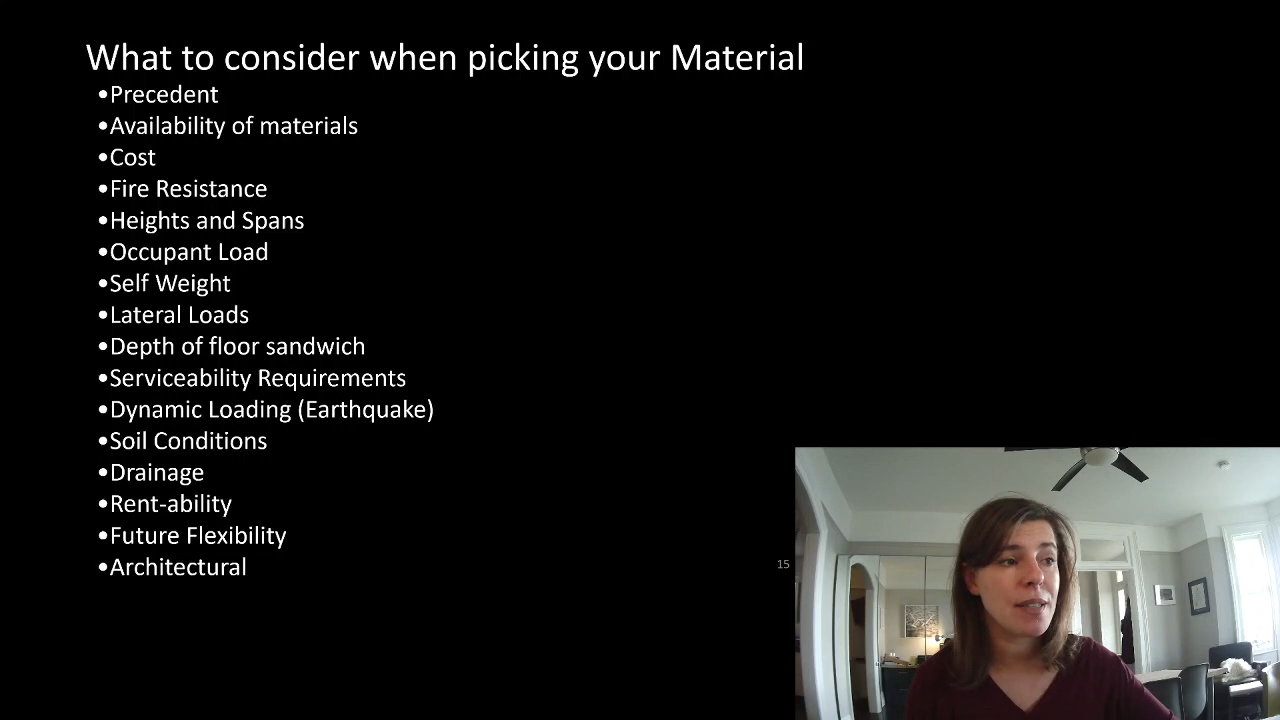 What to consider when picking your Material
•Precedent
•Availability of materials
•Cost
•Fire Resistance
•Heights and Spans
•Occupant Load
•Self Weight
•Lateral Loads
•Depth of floor sandwich
•Serviceability Requirements
•Dynamic Loading (Earthquake)
•Soil Conditions
•Drainage
•Rent-ability
•Future Flexibility
•Architectural
15